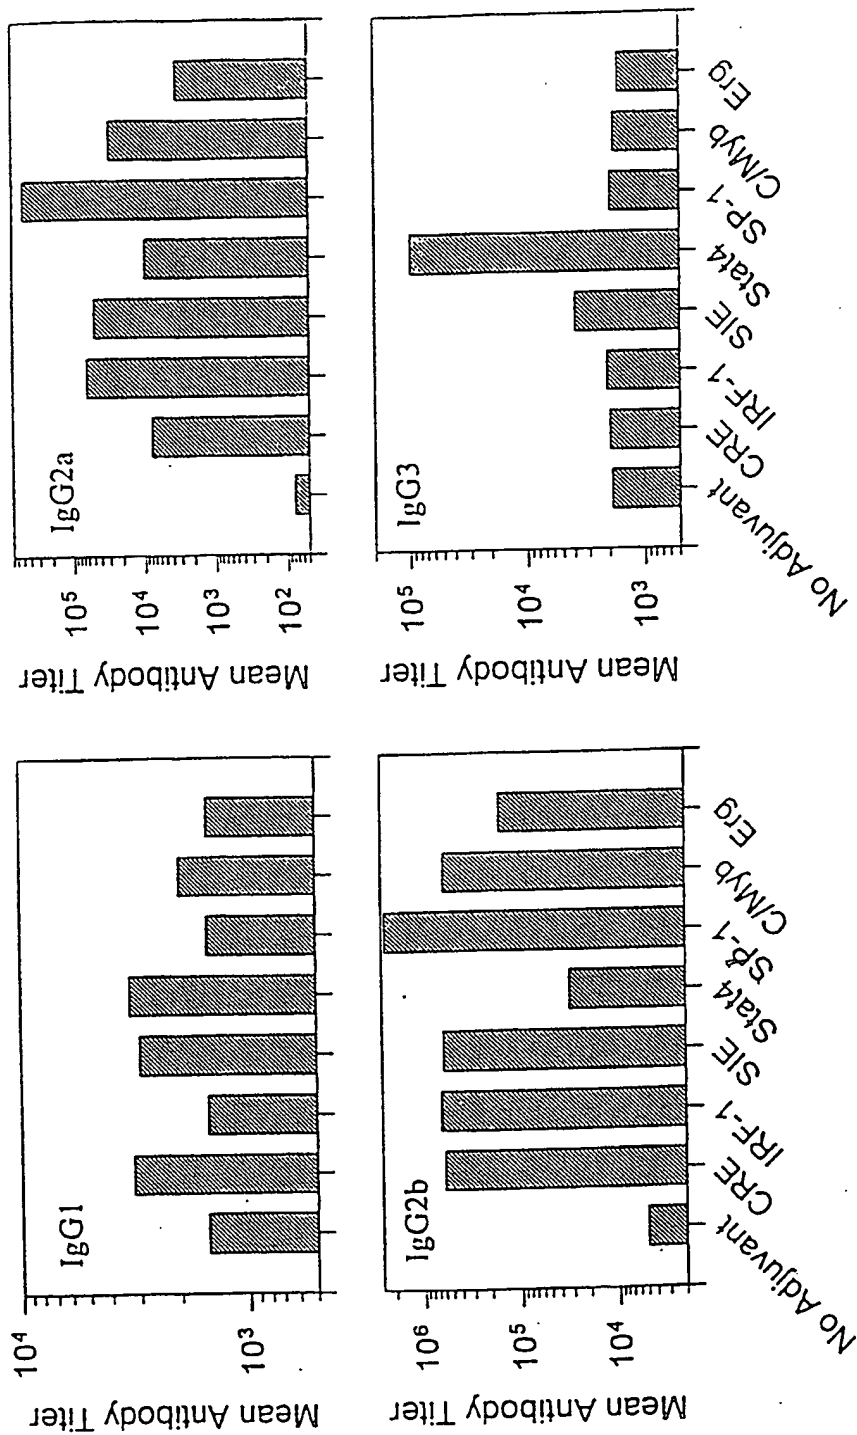 IgG1
Mean Antibody Titer
10⁴
10³
IgG2a
Mean Antibody Titer
10⁵
10⁴
10³
10²
IgG2b
Mean Antibody Titer
10⁶
10⁵
10⁴
No Adjuvant
CRE
IRF-1
SIE
Stat4
SP-1
C/Myb
Erg
IgG3
Mean Antibody Titer
10⁵
10⁴
10³
No Adjuvant
CRE
IRF-1
SIE
Stat4
SP-1
C/Myb
Erg